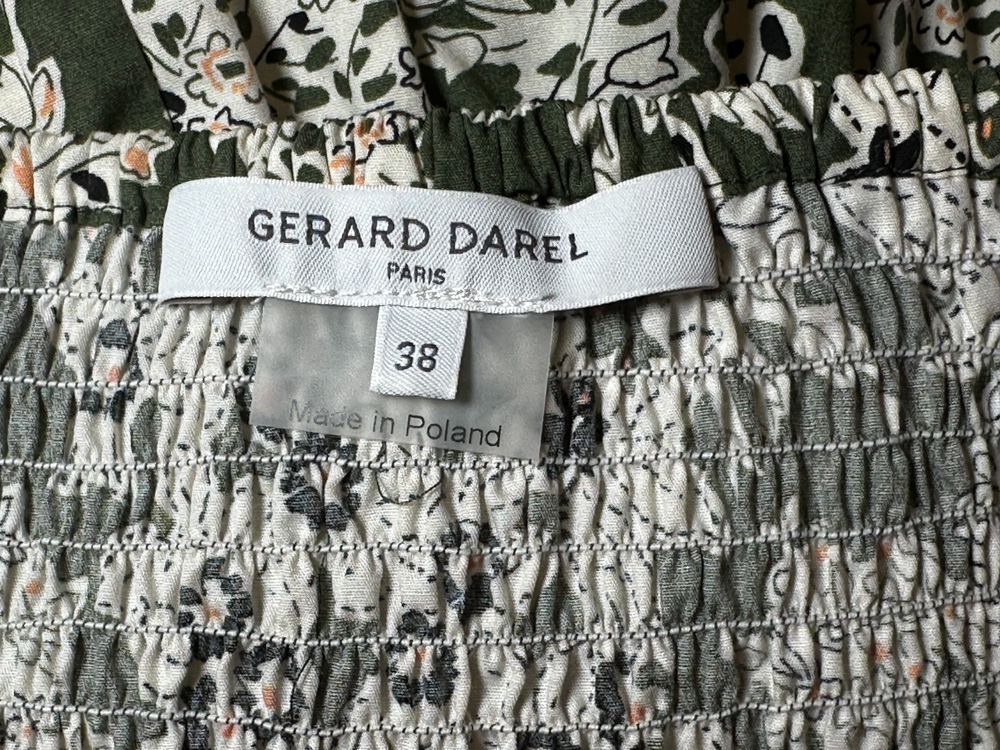 GERARD DAREL
PARIS
38
Made in Poland